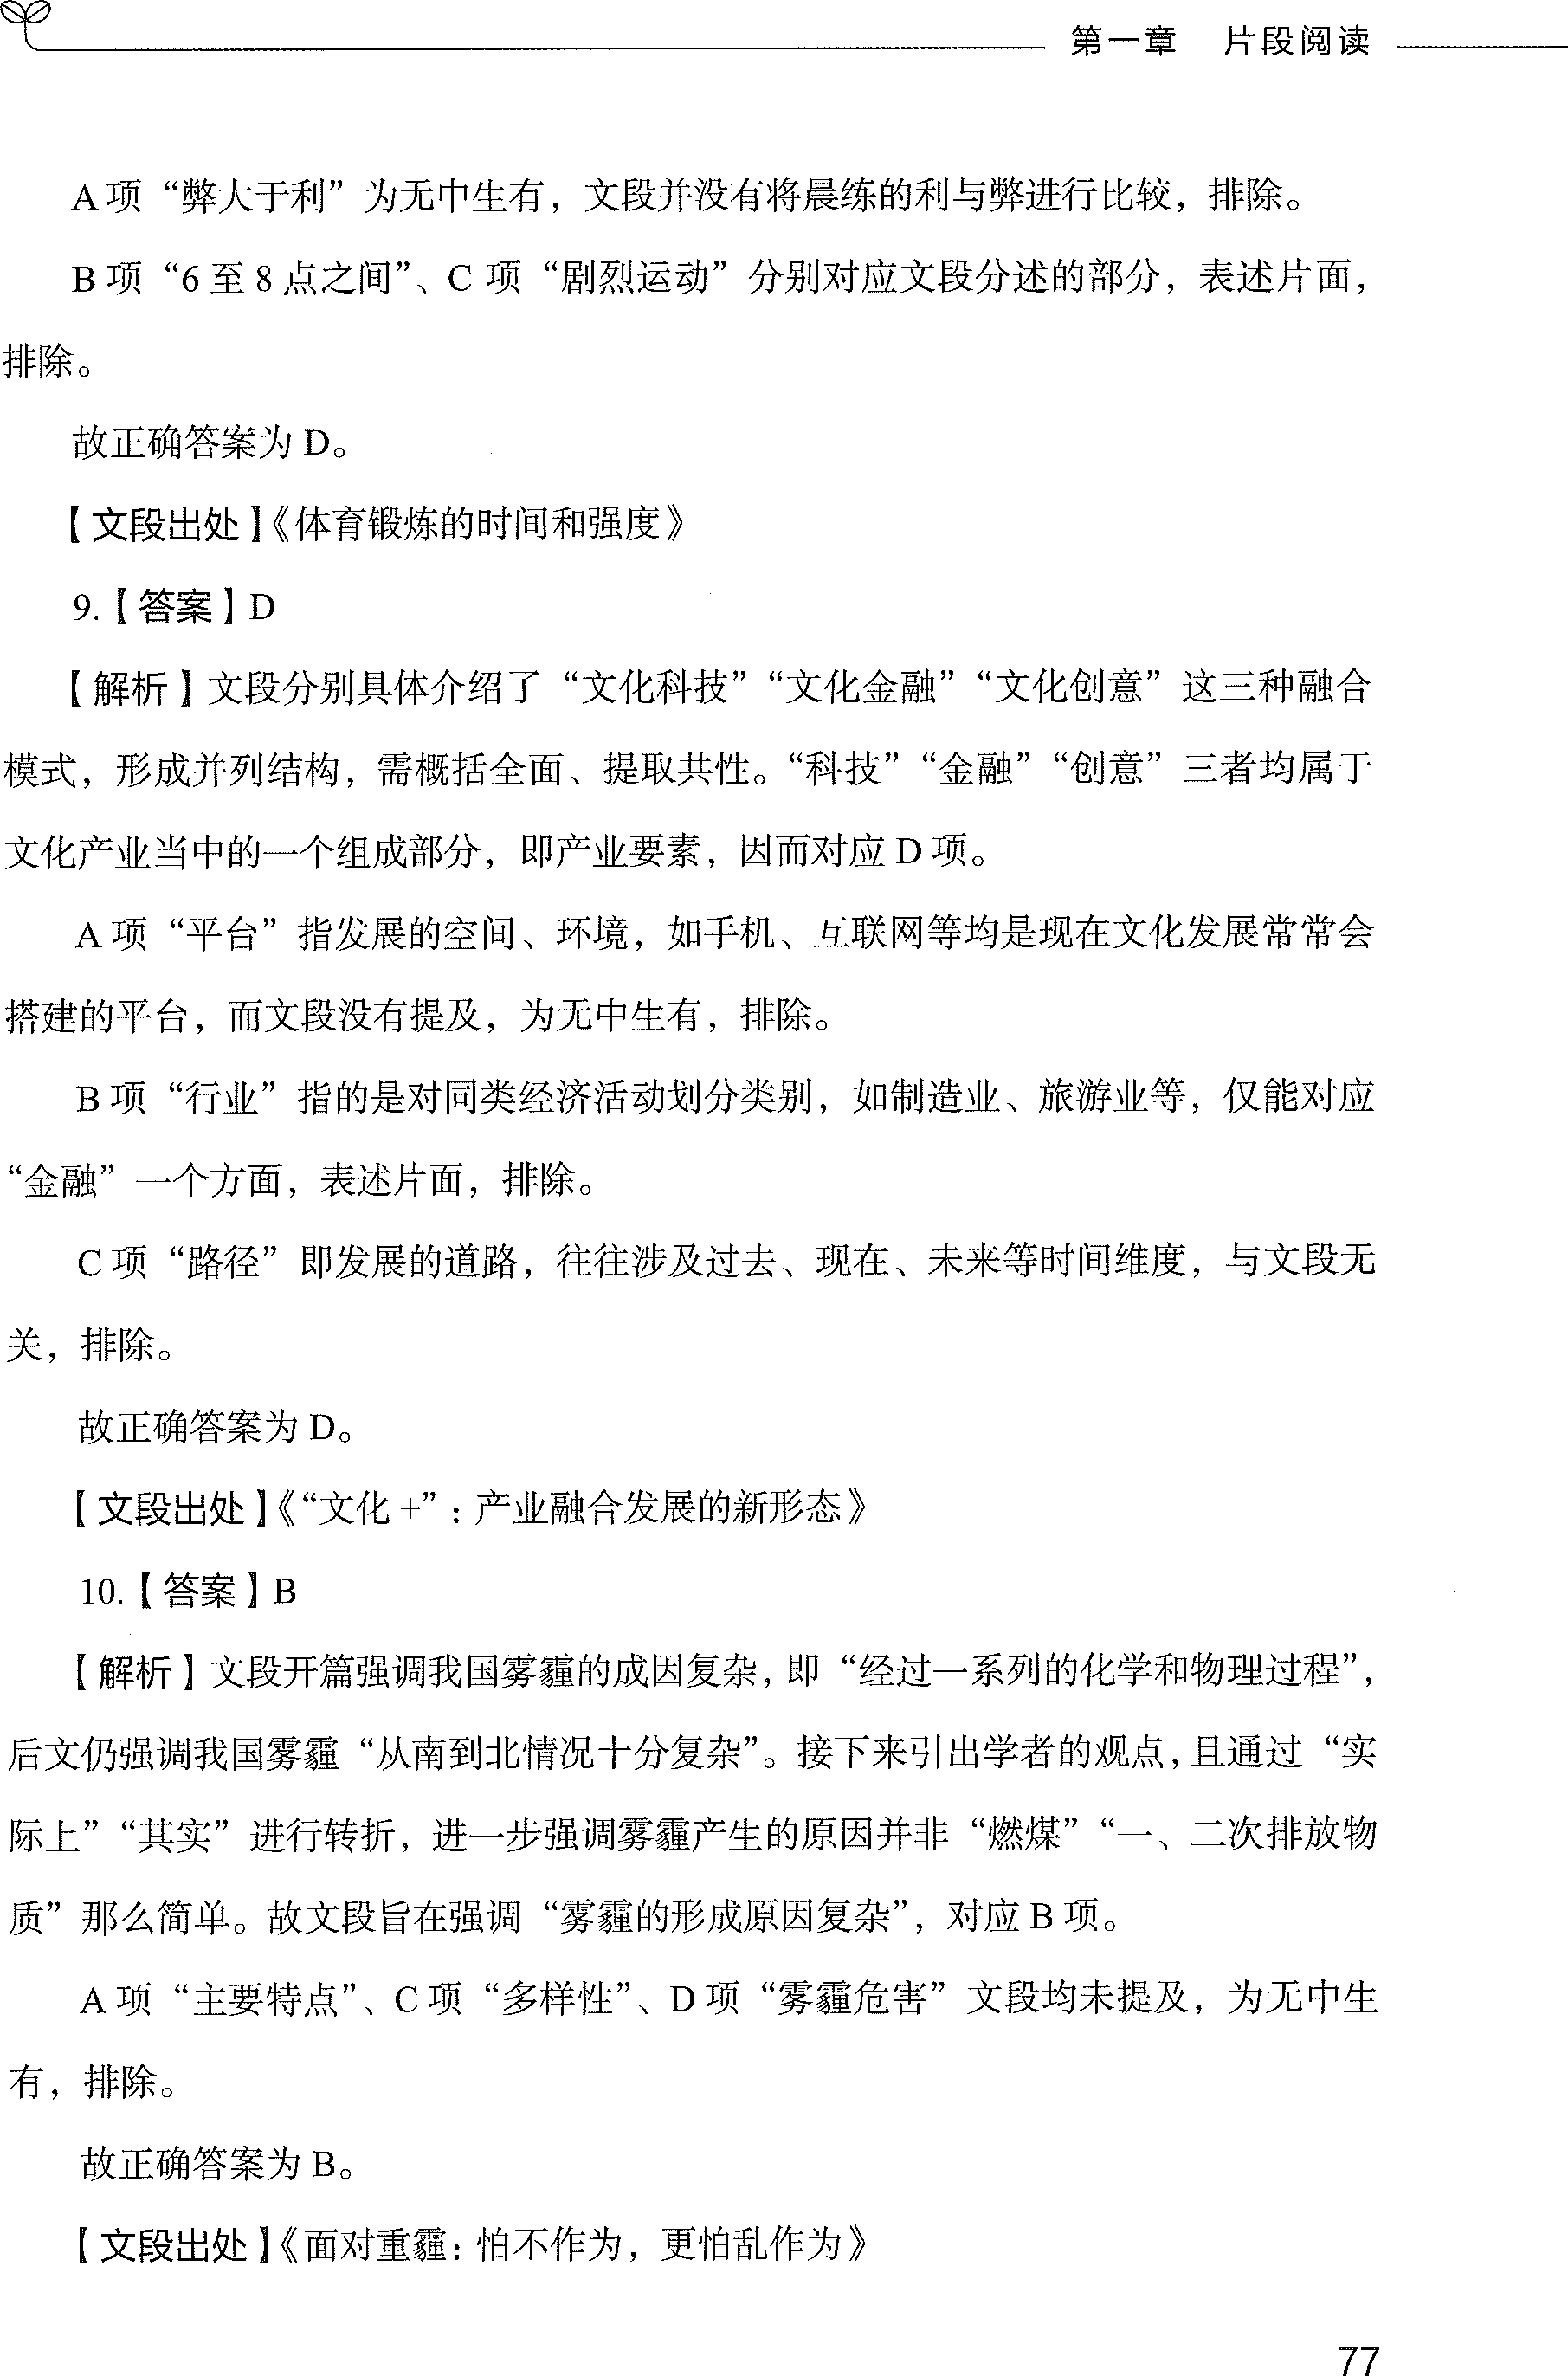 第一章 片段阅读
A项“弊大于利”为无中生有，文段并没有将晨练的利与弊进行比较，排除。
B项“6至8点之间”、C项“剧烈运动”分别对应文段分述的部分，表述片面，
排除。
故正确答案为D。
【文段出处】《体育锻炼的时间和强度》
9.【答案】D
【解析】文段分别具体介绍了“文化科技”“文化金融”“文化创意”这三种融合
模式，形成并列结构，需概括全面、提取共性。“科技”“金融”“创意”三者均属于
文化产业当中的一个组成部分，即产业要素，因而对应D项。
A项“平台”指发展的空间、环境，如手机、互联网等均是现在文化发展常常会
搭建的平台，而文段没有提及，为无中生有，排除。
B项“行业”指的是对同类经济活动划分类别，如制造业、旅游业等，仅能对应
“金融”一个方面，表述片面，排除。
C项“路径”即发展的道路，往往涉及过去、现在、未来等时间维度，与文段无
关，排除。
故正确答案为D。
【文段出处】《“文化+”：产业融合发展的新形态》
10.【答案】B
【解析】文段开篇强调我国雾霾的成因复杂，即“经过一系列的化学和物理过程”，
后文仍强调我国雾霾“从南到北情况十分复杂”。接下来引出学者的观点，且通过“实
际上”“其实”进行转折，进一步强调雾霾产生的原因并非“燃煤”“一、二次排放物
质”那么简单。故文段旨在强调“雾霾的形成原因复杂”，对应B项。
A项“主要特点”、C项“多样性”、D项“雾霾危害”文段均未提及，为无中生
有，排除。
故正确答案为B。
【文段出处】《面对重霾：怕不作为，更怕乱作为》
77